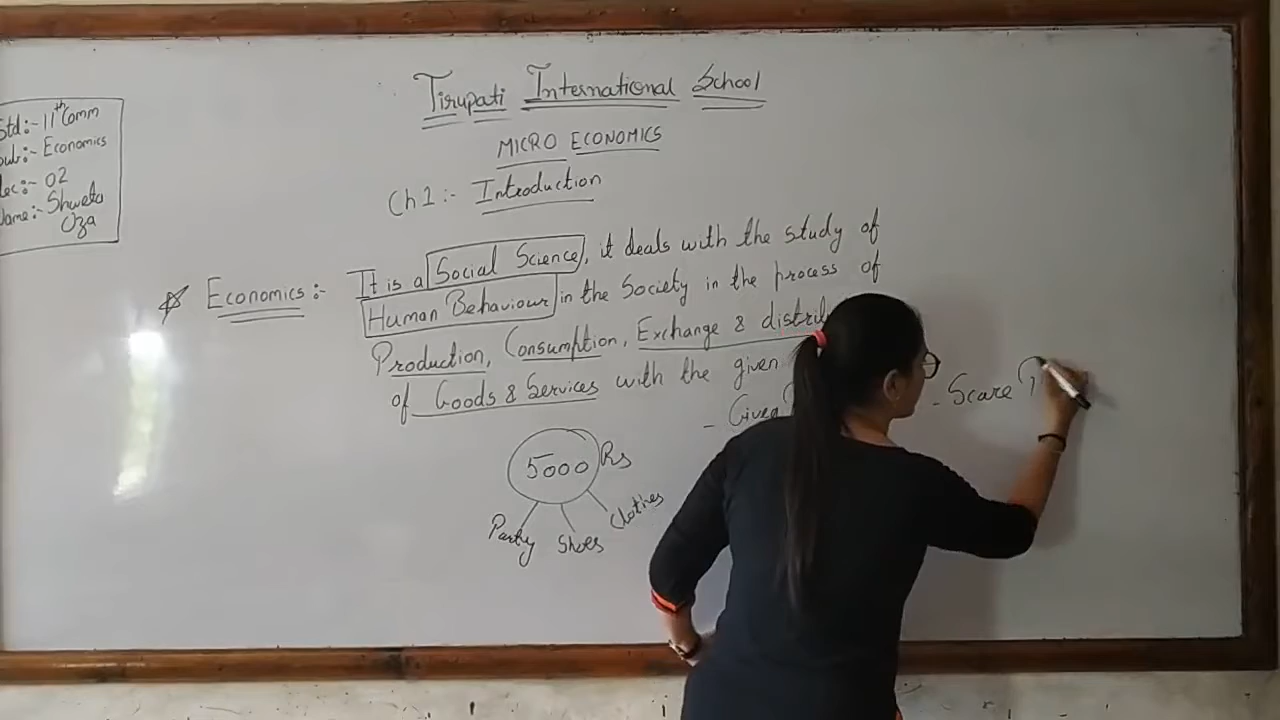 Tirupati International School
MICRO ECONOMICS
Ch 1 :- Introduction
Std :- 11th Comm
Sub :- Economics
Lec :- 02
Name :- Shweta
Oza
Economics :- It is a Social Science, it deals with the study of
Human Behaviour in the Society in the process of
Production, Consumption, Exchange &
of Goods & Services with the given
- Given
- Scare
5000 Rs
Party Shoes Clothes